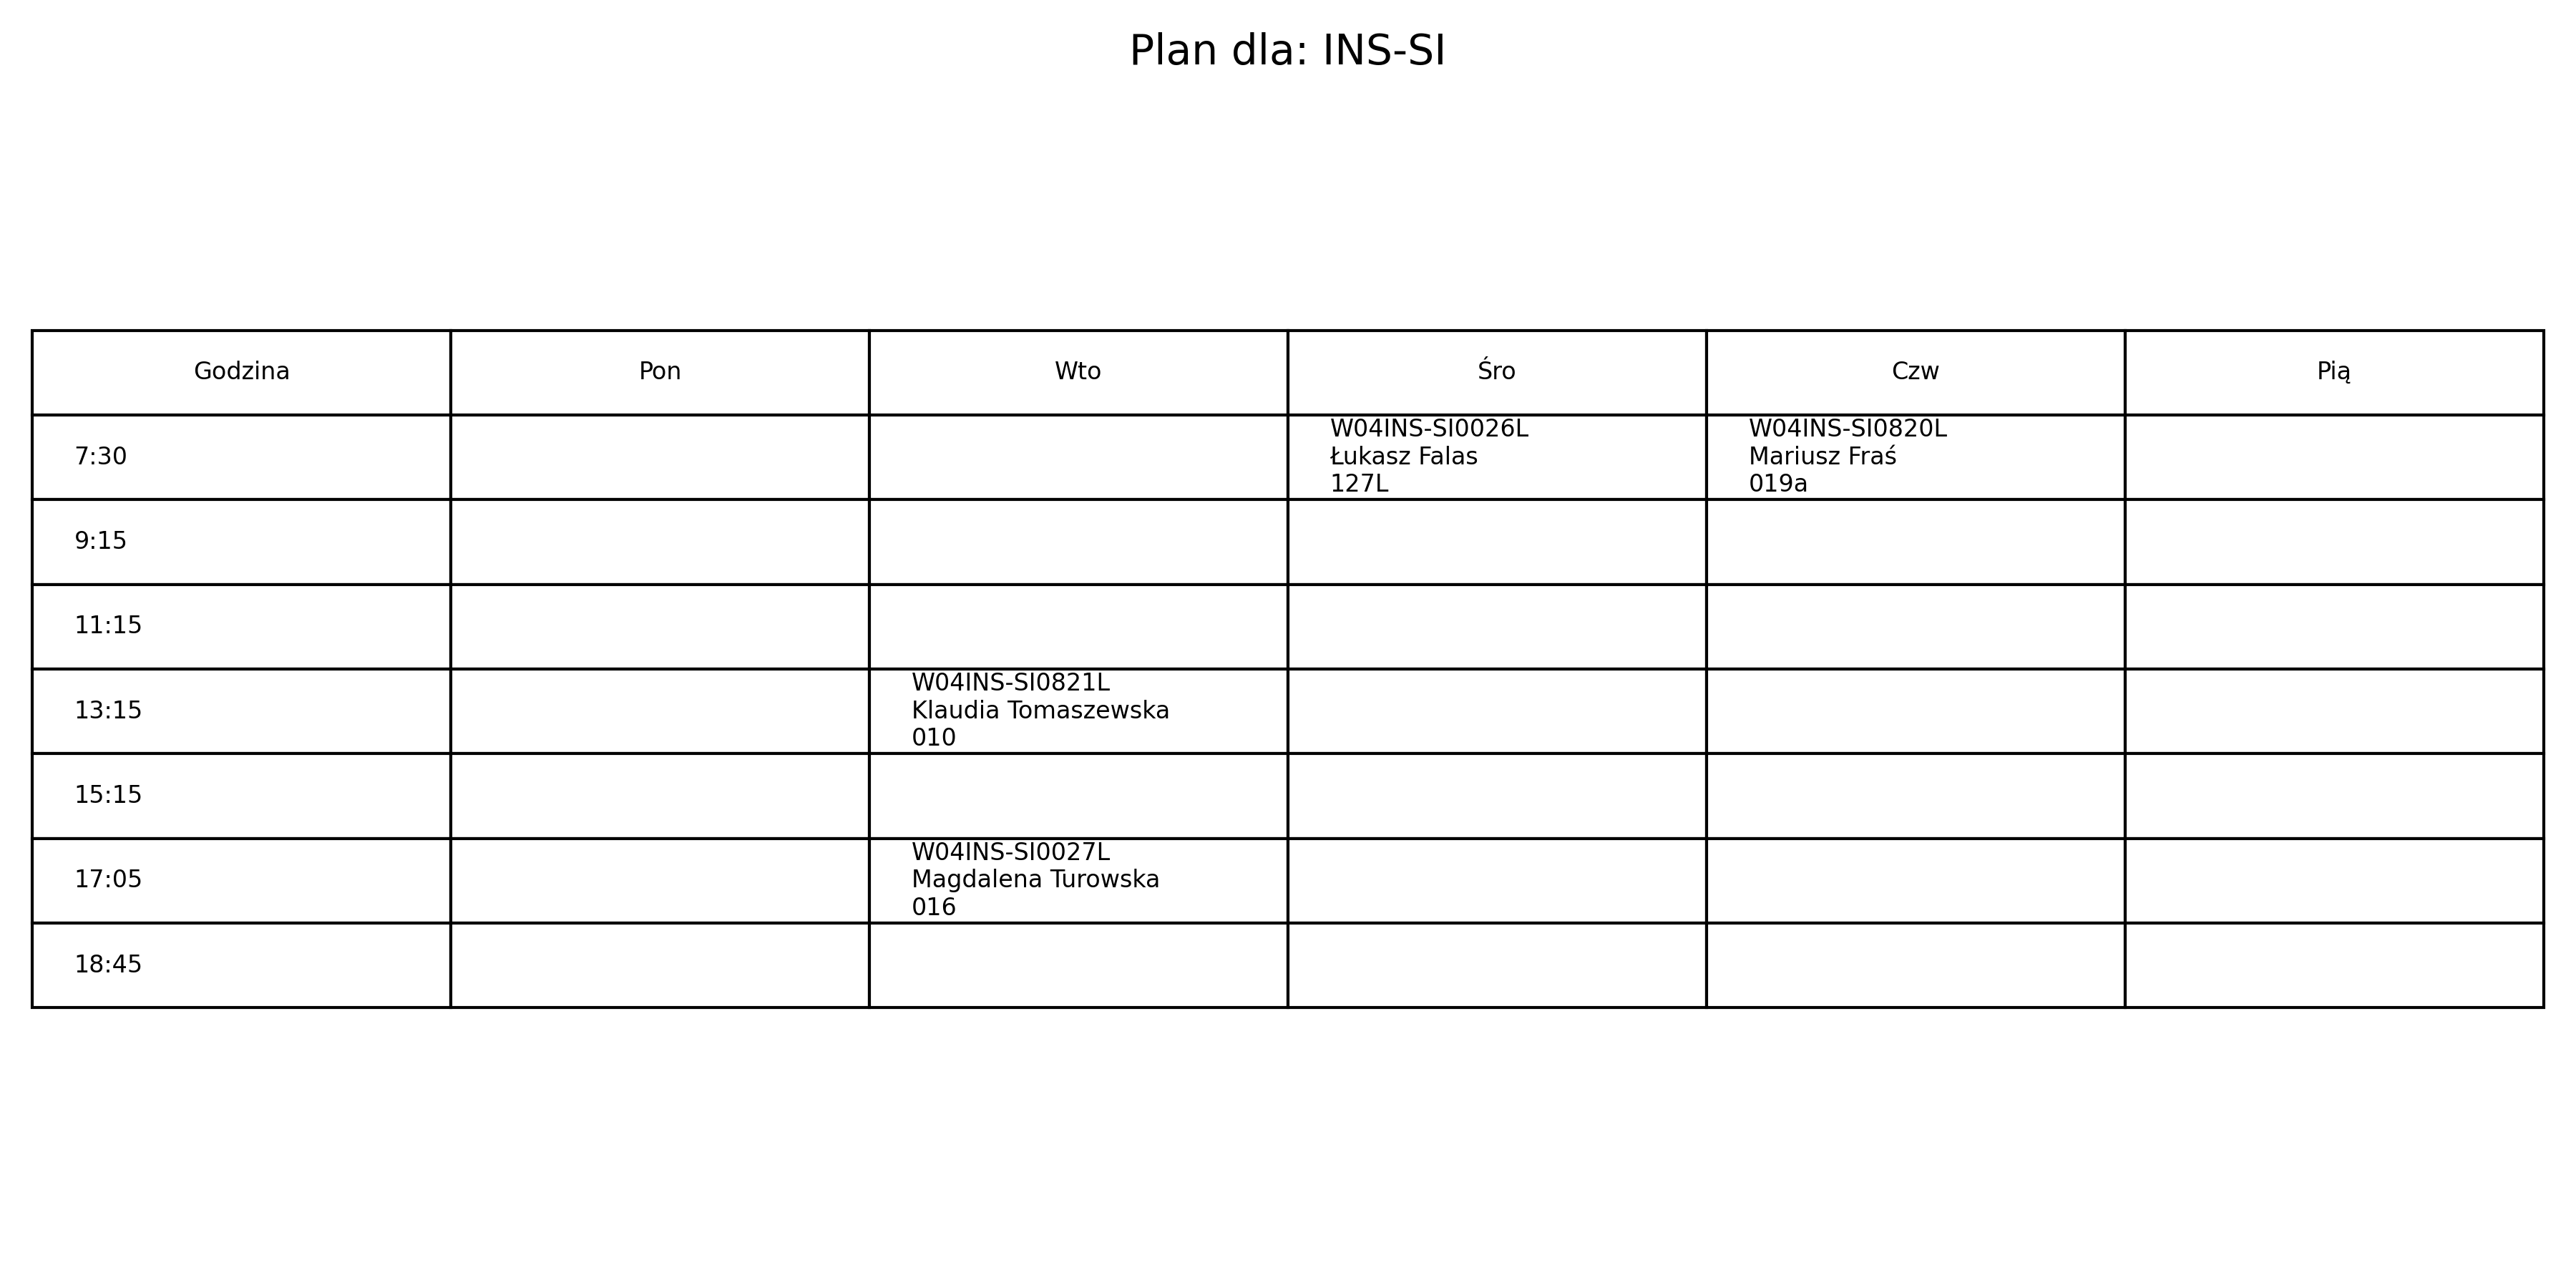 Plan dla: INS-SI
Godzina Pon Wto Śro Czw Pią
7:30
W04INS-SI0026L
Łukasz Falas
127L
W04INS-SI0820L
Mariusz Fraś
019a
9:15
11:15
13:15
W04INS-SI0821L
Klaudia Tomaszewska
010
15:15
17:05
W04INS-SI0027L
Magdalena Turowska
016
18:45